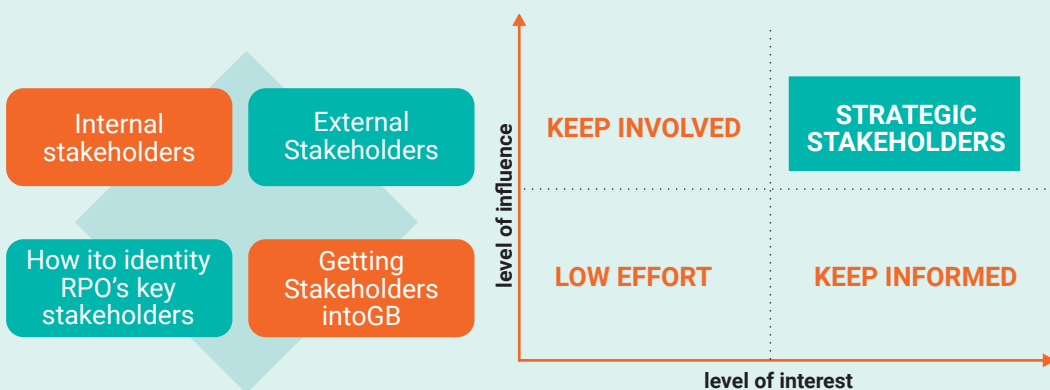 Internal
stakeholders
External
Stakeholders
How ito identity
RPO's key
stakeholders
Getting
Stakeholders
intoGB
level of influence
KEEP INVOLVED
STRATEGIC
STAKEHOLDERS
LOW EFFORT
KEEP INFORMED
level of interest